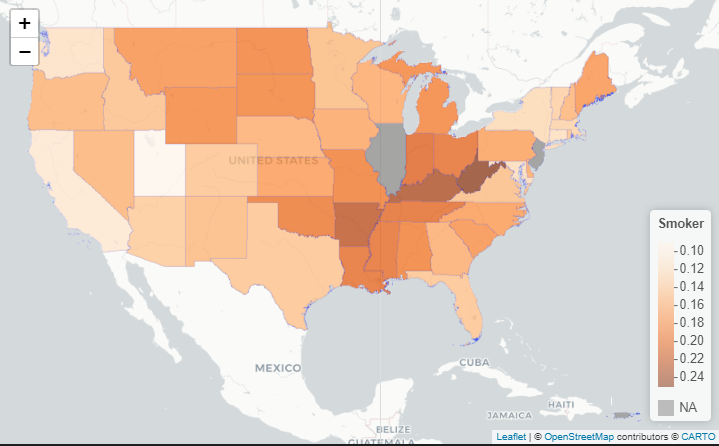 +
−
UNITED STATES
MEXICO
CUBA
HAITI
JAMAICA
BELIZE
GUATEMALA
Smoker
0.10
0.12
0.14
0.16
0.18
0.20
0.22
0.24
NA
Leaflet | © OpenStreetMap contributors © CARTO